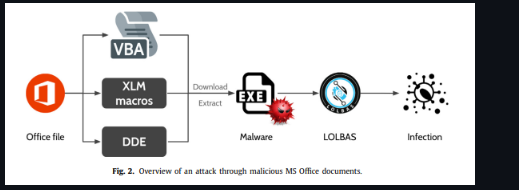 VBA
XLM
macros
Download
Extract
EXE
DDE
LOLBAS
Office file
Malware
LOLBAS
Infection
Fig. 2. Overview of an attack through malicious MS Office documents.